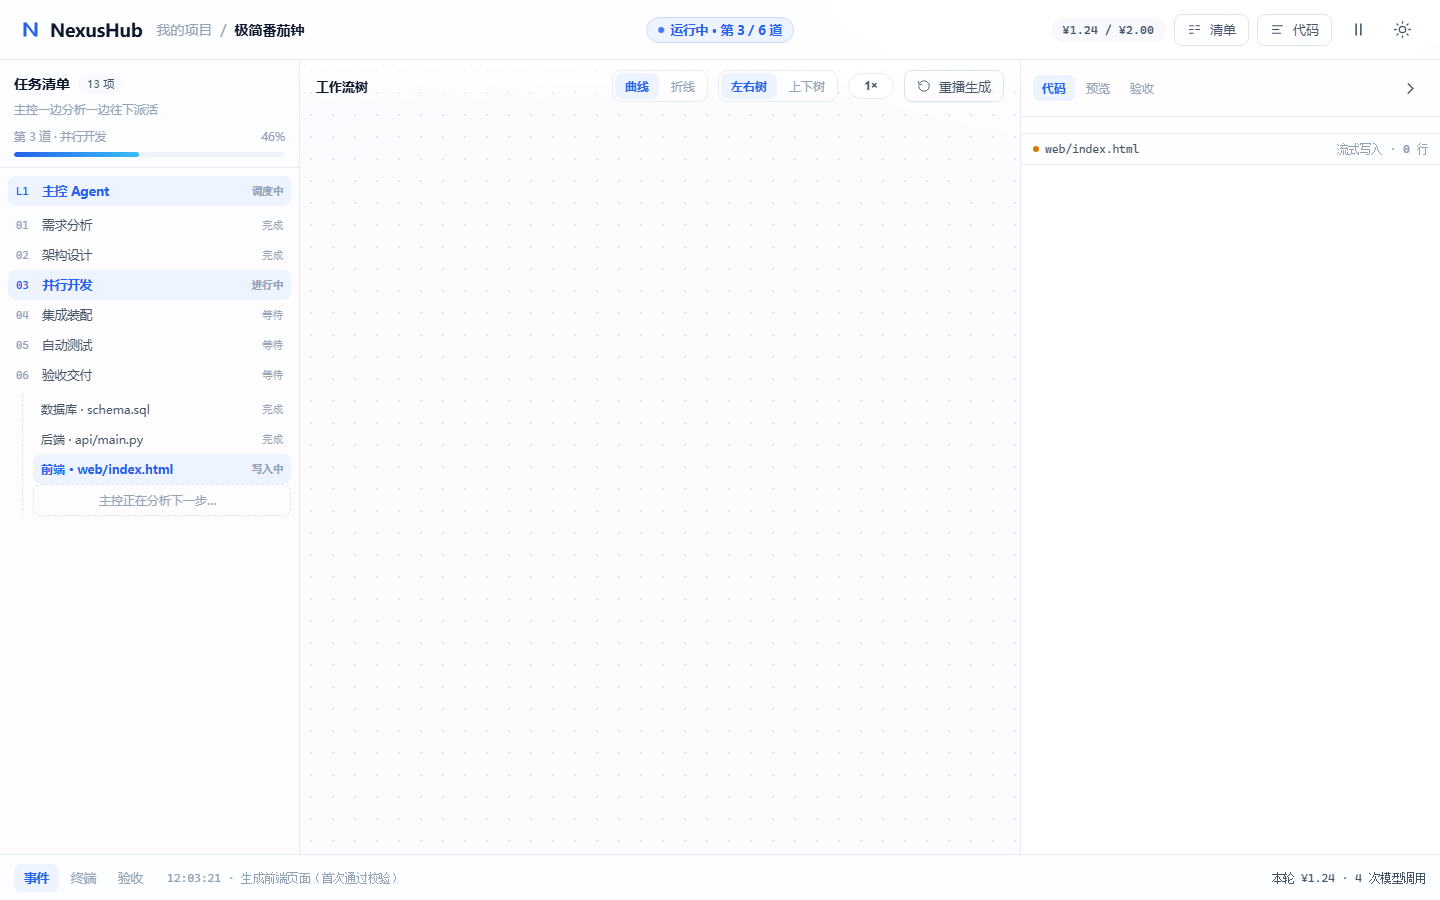 NexusHub 我的项目 / 极简番茄钟
运行中 • 第 3 / 6 道
¥1.24 / ¥2.00 清单 代码
任务清单 13 项
主控一边分析一边往下派活
第 3 道 · 并行开发 46%
L1 主控 Agent 调度中
01 需求分析 完成
02 架构设计 完成
03 并行开发 进行中
04 集成装配 等待
05 自动测试 等待
06 验收交付 等待
数据库 · schema.sql 完成
后端 · api/main.py 完成
前端 • web/index.html 写入中
主控正在分析下一步...
工作流树 曲线 折线 左右树 上下树 1× 重播生成
代码 预览 验收
web/index.html 流式写入 · 0 行
事件 终端 验收 12:03:21 · 生成前端页面（首次通过校验）
本轮 ¥1.24 · 4 次模型调用